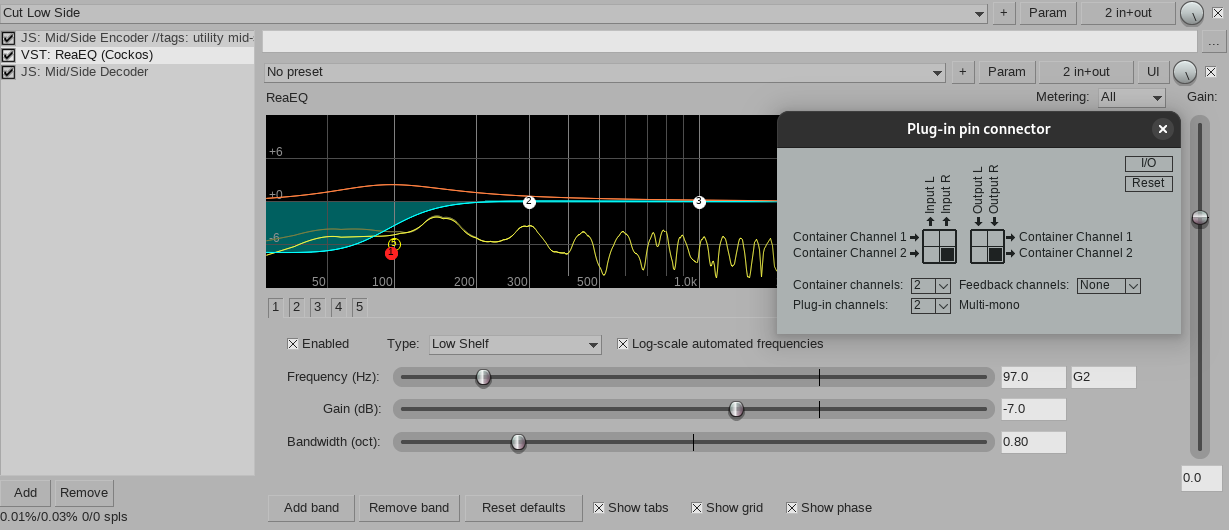 Cut Low Side
+
Param
2 in+out
JS: Mid/Side Encoder //tags: utility mid-
VST: ReaEQ (Cockos)
JS: Mid/Side Decoder
...
No preset
+
Param
2 in+out
UI
ReaEQ
Metering:
All
Gain:
+6
+0
-6
50
100
200
300
500
1.0k
1
2
3
5
Plug-in pin connector
I/O
Reset
Input L
Input R
Output L
Output R
Container Channel 1
Container Channel 1
Container Channel 2
Container Channel 2
Container channels:
2
Feedback channels:
None
Plug-in channels:
2
Multi-mono
1 2 3 4 5
Enabled
Type:
Low Shelf
Log-scale automated frequencies
Frequency (Hz):
97.0
G2
Gain (dB):
-7.0
Bandwidth (oct):
0.80
0.0
Add
Remove
Add band
Remove band
Reset defaults
Show tabs
Show grid
Show phase
0.01%/0.03% 0/0 spls